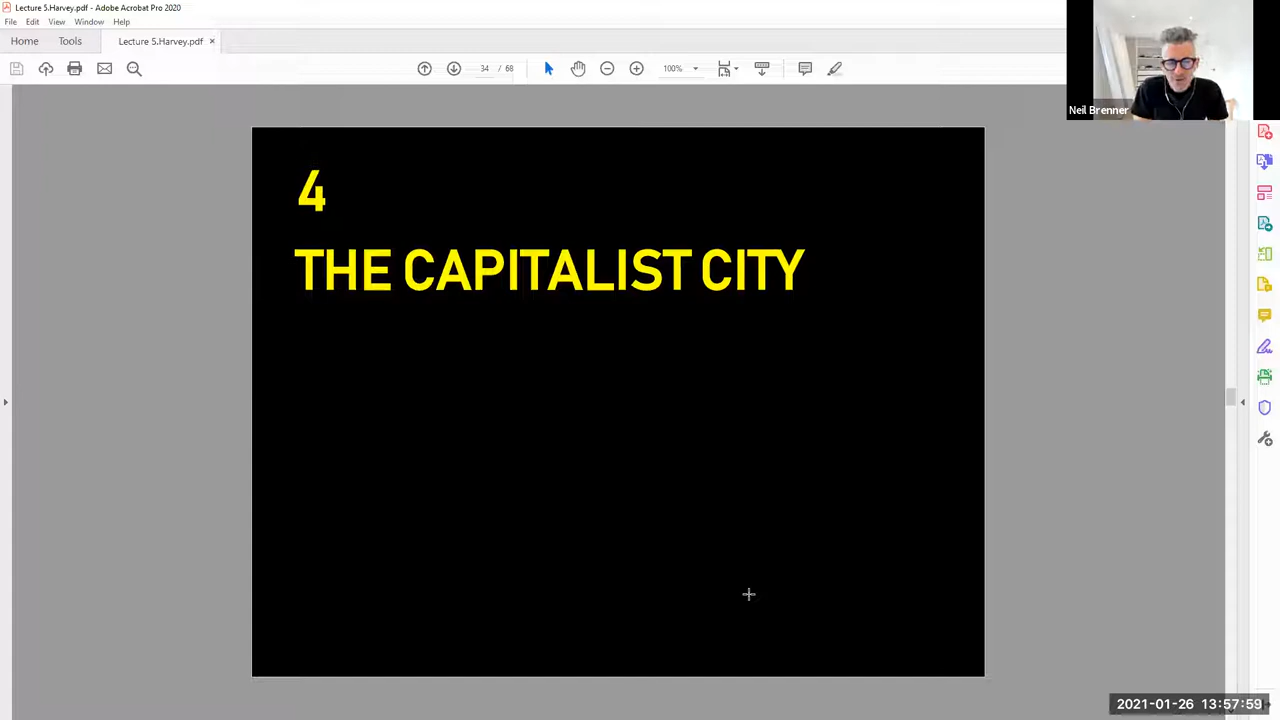 Lecture 5.Harvey.pdf - Adobe Acrobat Pro 2020
File Edit View Window Help
Home Tools Lecture 5.Harvey.pdf ×
34 / 68 100%
Neil Brenner
4
THE CAPITALIST CITY
2021-01-26 13:57:59